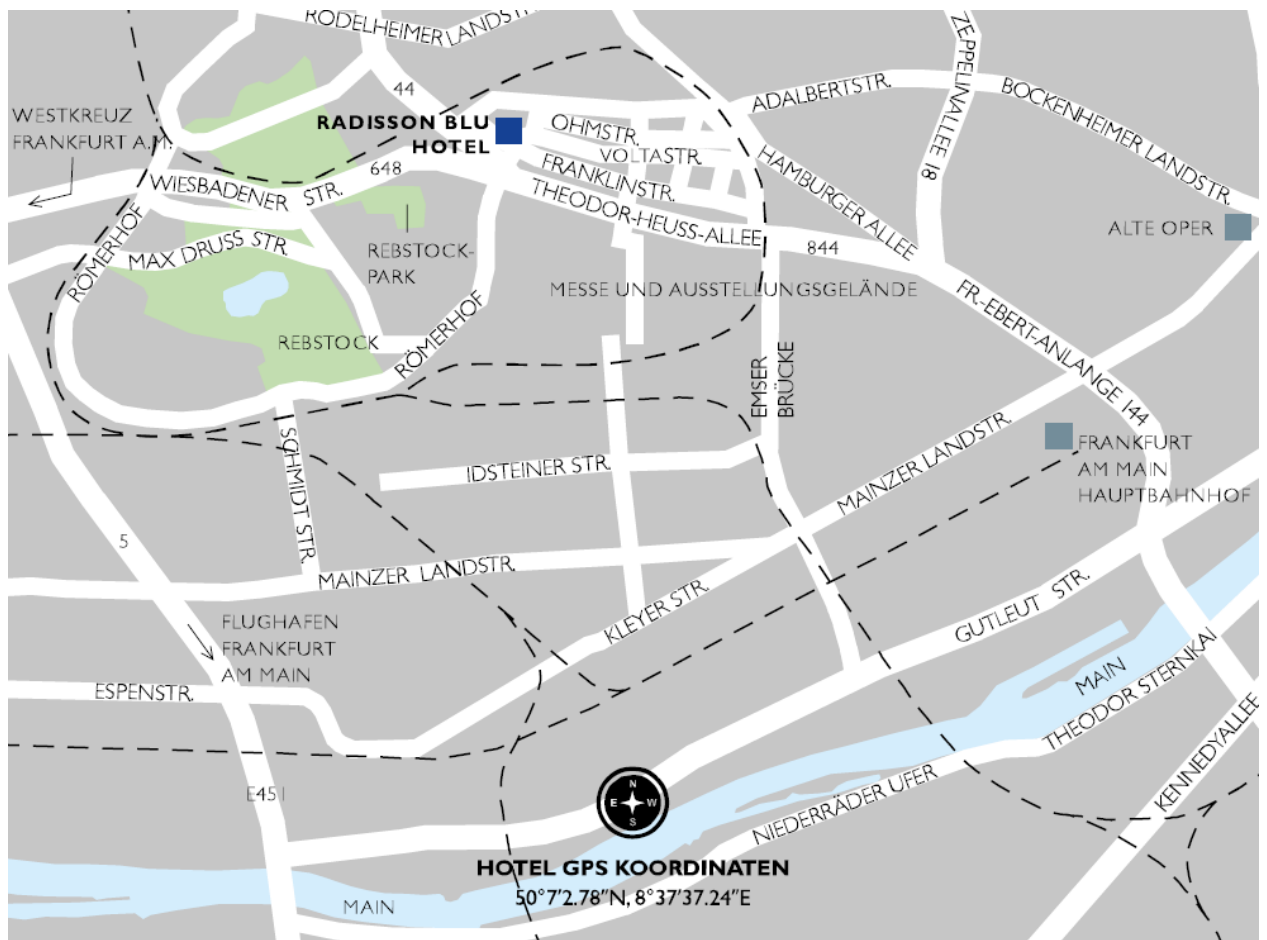 RÖDELHEIMER LANDSTR.
ZEPPELINALLEE 18
44
ADALBERTSTR.
BOCKENHEIMER LANDSTR.
WESTKREUZ
FRANKFURT A.M.
RADISSON BLU
HOTEL
OHMSTR.
VOLTASTR.
648
FRANKLINSTR.
HAMBURGER ALLEE
WIESBADENER STR.
THEODOR-HEUSS-ALLEE
844
ALTE OPER
RÖMERHOF
MAX DRUSS STR.
REBSTOCK-
PARK
MESSE UND AUSSTELLUNGSGELÄNDE
FR.-EBERT-ANLANGE 144
REBSTOCK
RÖMERHOF
EMSER
BRÜCKE
FRANKFURT
AM MAIN
HAUPTBAHNHOF
SCHMIDT STR.
IDSTEINER STR.
MAINZER LANDSTR.
5
MAINZER LANDSTR.
KLEYER STR.
GUTLEUT STR.
FLUGHAFEN
FRANKFURT
AM MAIN
ESPENSTR.
MAIN
THEODOR STERNKAI
KENNEDYALLEE
E451
N
E W
S
NIEDERRÄDER UFER
HOTEL GPS KOORDINATEN
50°7'2.78"N, 8°37'37.24"E
MAIN